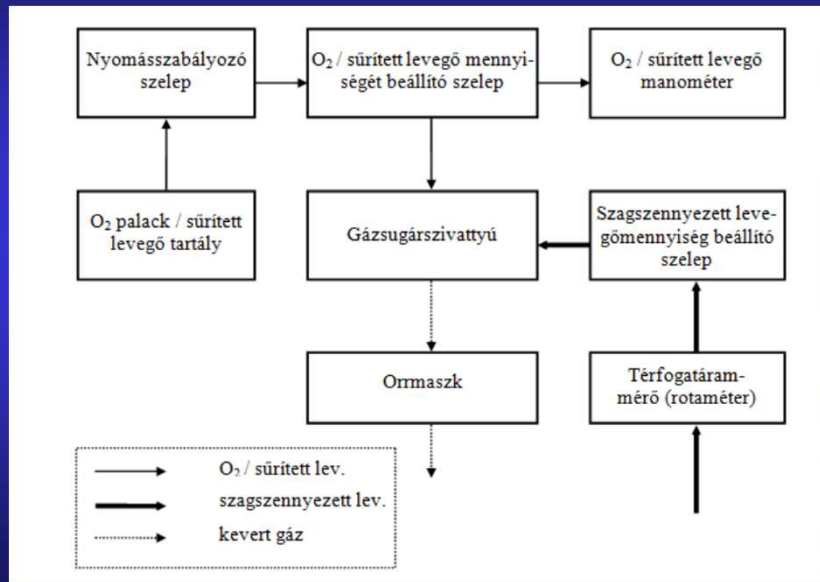 Nyomásszabályozó
szelep
O₂ / sűrített levegő mennyi-
ségét beállító szelep
O₂ / sűrített levegő
manométer
O₂ palack / sűrített
levegő tartály
Gázsugárszivattyú
Szagszennyezett leve-
gőmennyiség beállító
szelep
Orrmaszk
Térfogatáram-
mérő (rotaméter)
O₂ / sűrített lev.
szagszennyezett lev.
kevert gáz